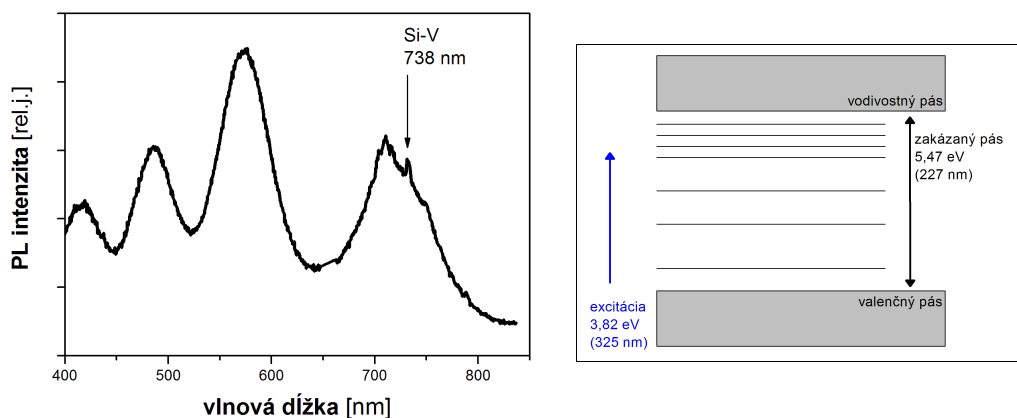 PL intenzita [rel.j.]
Si-V
738 nm
400
500
600
700
800
vlnová dĺžka [nm]
vodivostný pás
zakázaný pás
5,47 eV
(227 nm)
excitácia
3,82 eV
(325 nm)
valenčný pás